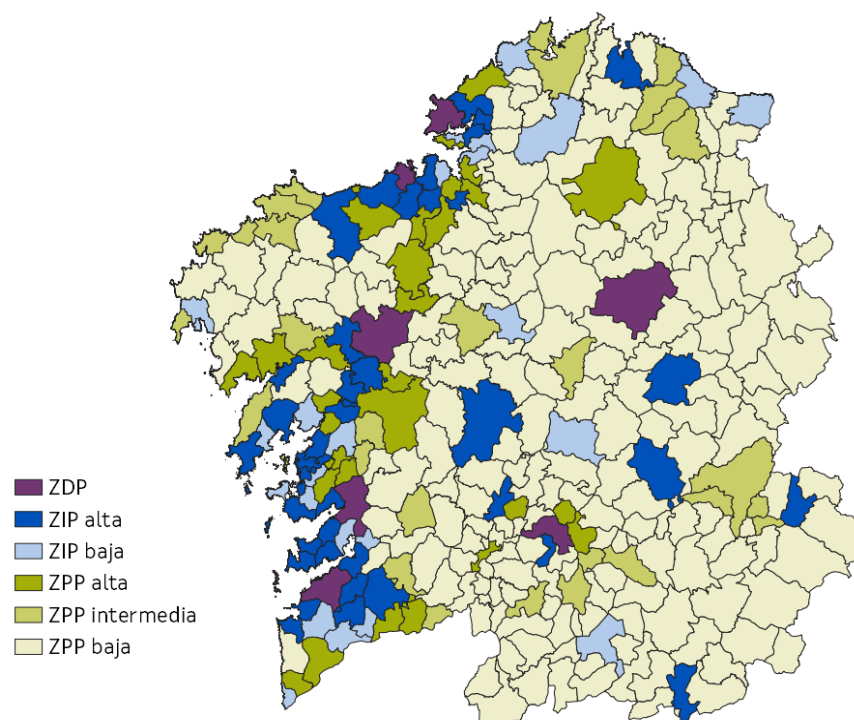 ZDP
ZIP alta
ZIP baja
ZPP alta
ZPP intermedia
ZPP baja